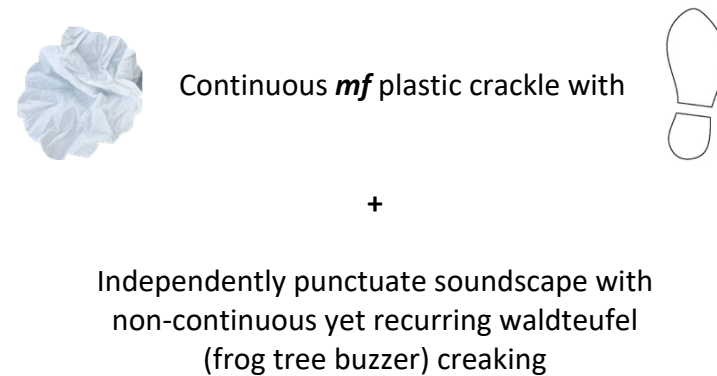 Continuous mf plastic crackle with
+
Independently punctuate soundscape with
non-continuous yet recurring waldteufel
(frog tree buzzer) creaking